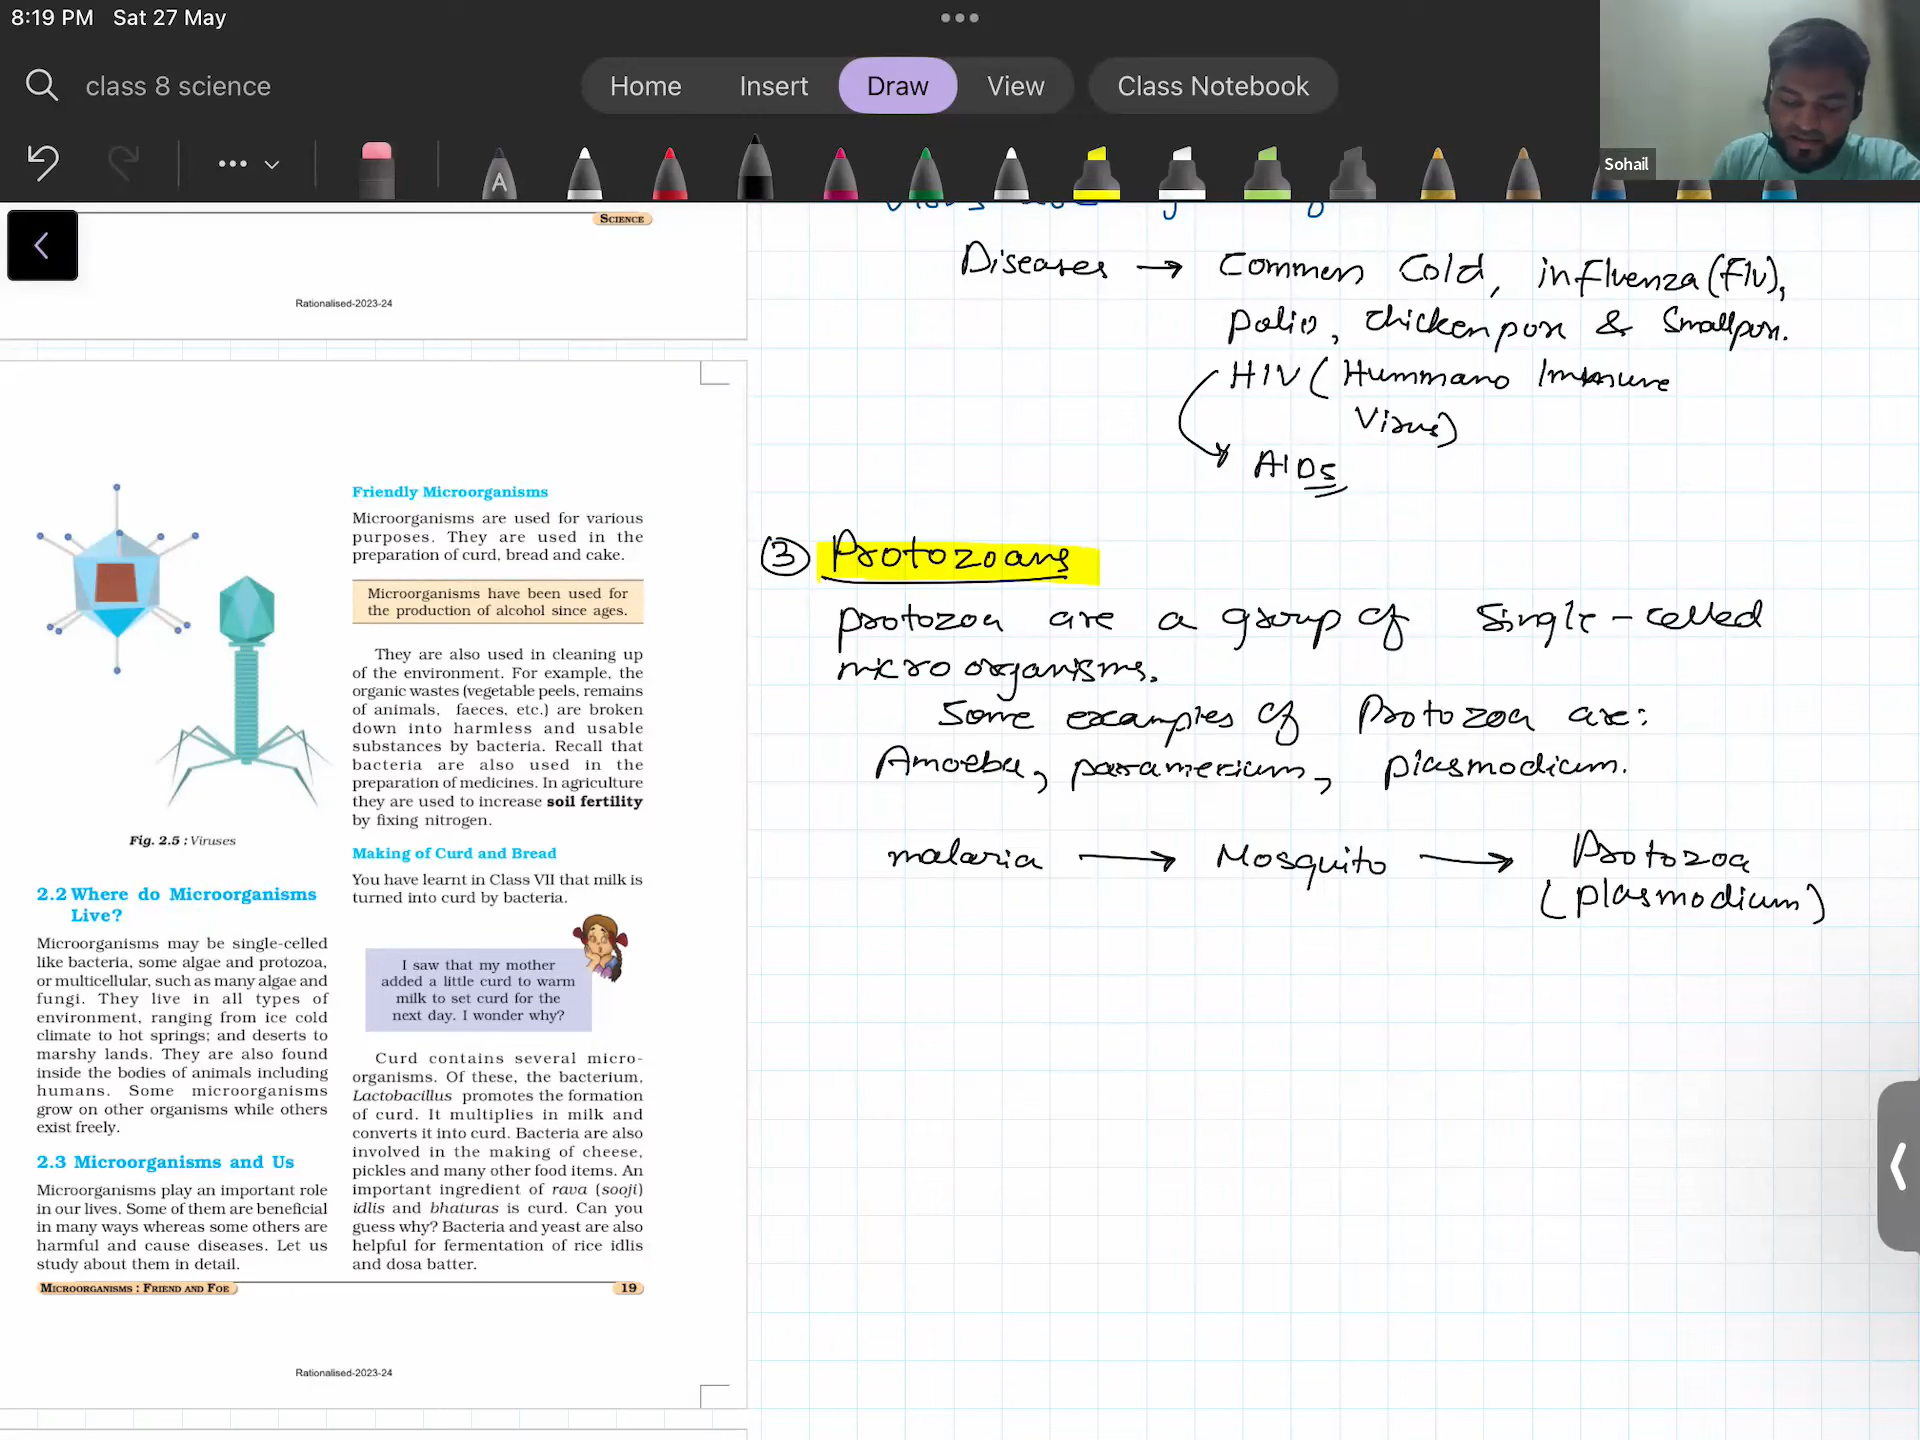 8:19 PM Sat 27 May
class 8 science
Home Insert Draw View Class Notebook
A
Sohail
SCIENCE
Rationalised-2023-24
Fig. 2.5 : Viruses
2.2 Where do Microorganisms
Live?
Microorganisms may be single-celled
like bacteria, some algae and protozoa,
or multicellular, such as many algae and
fungi. They live in all types of
environment, ranging from ice cold
climate to hot springs; and deserts to
marshy lands. They are also found
inside the bodies of animals including
humans. Some microorganisms
grow on other organisms while others
exist freely.
2.3 Microorganisms and Us
Microorganisms play an important role
in our lives. Some of them are beneficial
in many ways whereas some others are
harmful and cause diseases. Let us
study about them in detail.
Friendly Microorganisms
Microorganisms are used for various
purposes. They are used in the
preparation of curd, bread and cake.
Microorganisms have been used for
the production of alcohol since ages.
They are also used in cleaning up
of the environment. For example, the
organic wastes (vegetable peels, remains
of animals, faeces, etc.) are broken
down into harmless and usable
substances by bacteria. Recall that
bacteria are also used in the
preparation of medicines. In agriculture
they are used to increase soil fertility
by fixing nitrogen.
Making of Curd and Bread
You have learnt in Class VII that milk is
turned into curd by bacteria.
I saw that my mother
added a little curd to warm
milk to set curd for the
next day. I wonder why?
Curd contains several micro-
organisms. Of these, the bacterium,
Lactobacillus promotes the formation
of curd. It multiplies in milk and
converts it into curd. Bacteria are also
involved in the making of cheese,
pickles and many other food items. An
important ingredient of rava (sooji)
idlis and bhaturas is curd. Can you
guess why? Bacteria and yeast are also
helpful for fermentation of rice idlis
and dosa batter.
MICROORGANISMS : FRIEND AND FOE 19
Rationalised-2023-24
Diseases → Common Cold, influenza (Flu),
polio, chickenpox & Smallpox.
HIV ( Hummano Immune
Virus)
AIDS
③ Protozoans
protozoa are a group of single-celled
micro organisms.
Some examples of Protozoa are:
Amoeba, paramecium, plasmodium.
malaria → Mosquito → Protozoa
(plasmodium)